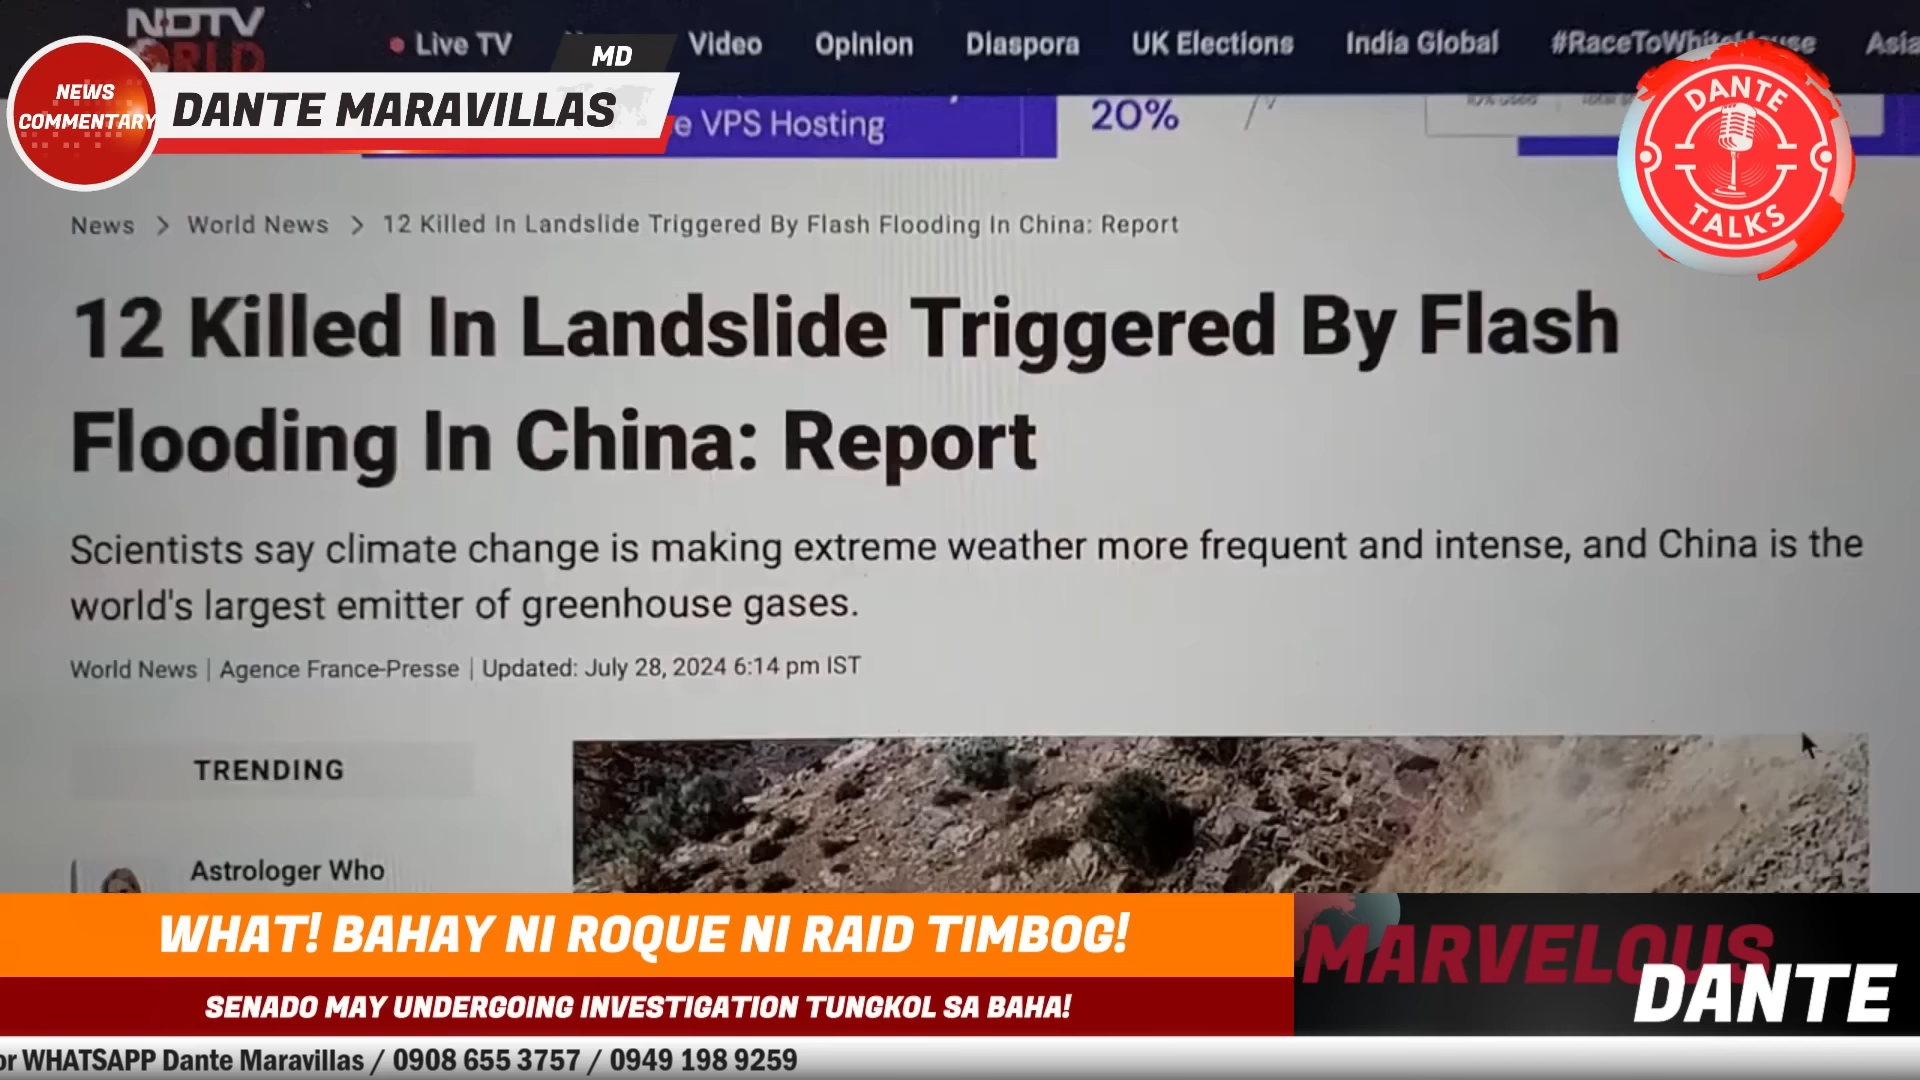 NDTV
WORLD
Live TV
Video
Opinion
Diaspora
UK Elections
India Global
#RaceToWhiteHouse
MD
NEWS
COMMENTARY
DANTE MARAVILLAS
VPS Hosting
20%
DANTE
TALKS
News > World News > 12 Killed In Landslide Triggered By Flash Flooding In China: Report
12 Killed In Landslide Triggered By Flash
Flooding In China: Report
Scientists say climate change is making extreme weather more frequent and intense, and China is the
world's largest emitter of greenhouse gases.
World News | Agence France-Presse | Updated: July 28, 2024 6:14 pm IST
TRENDING
Astrologer Who
WHAT! BAHAY NI ROQUE NI RAID TIMBOG!
SENADO MAY UNDERGOING INVESTIGATION TUNGKOL SA BAHA!
MARVELOUS
DANTE
or WHATSAPP Dante Maravillas / 0908 655 3757 / 0949 198 9259